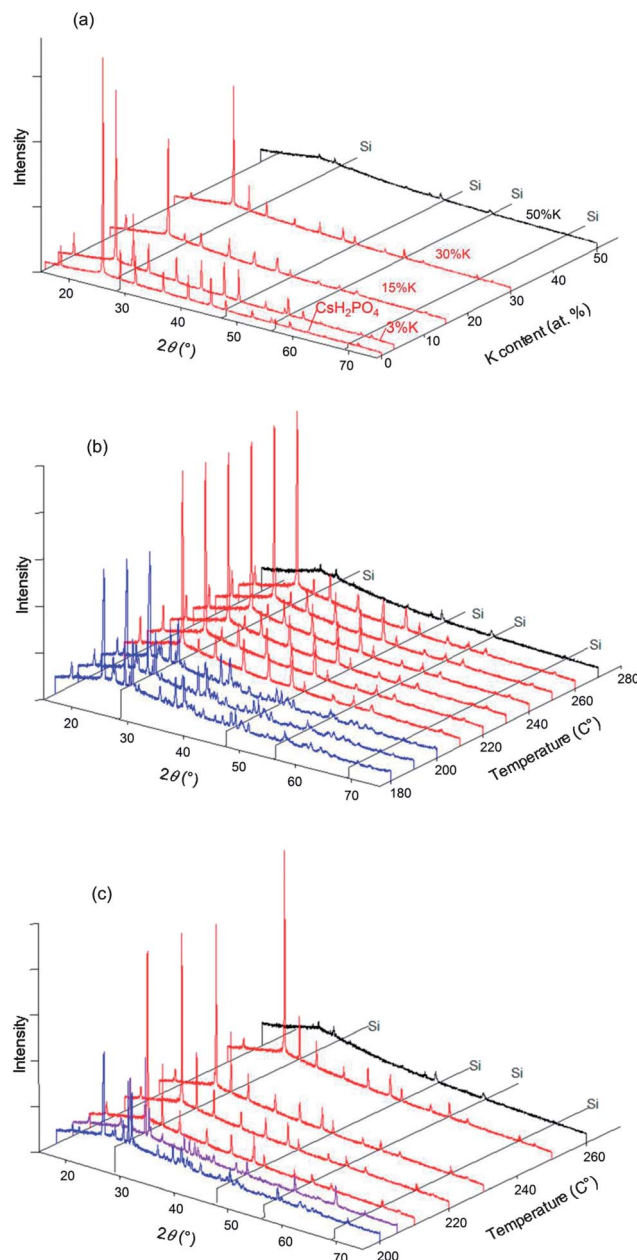 (a)
Intensity
Si
Si
Si
Si
50%K
30%K
15%K
CsH₂PO₄
3%K
20
30
40
50
60
70
2θ (°)
0
10
20
30
40
50
K content (at. %)
(b)
Intensity
Si
Si
Si
Si
20
30
40
50
60
70
2θ (°)
180
200
220
240
260
280
Temperature (C°)
(c)
Intensity
Si
Si
Si
Si
20
30
40
50
60
70
2θ (°)
200
220
240
260
Temperature (C°)